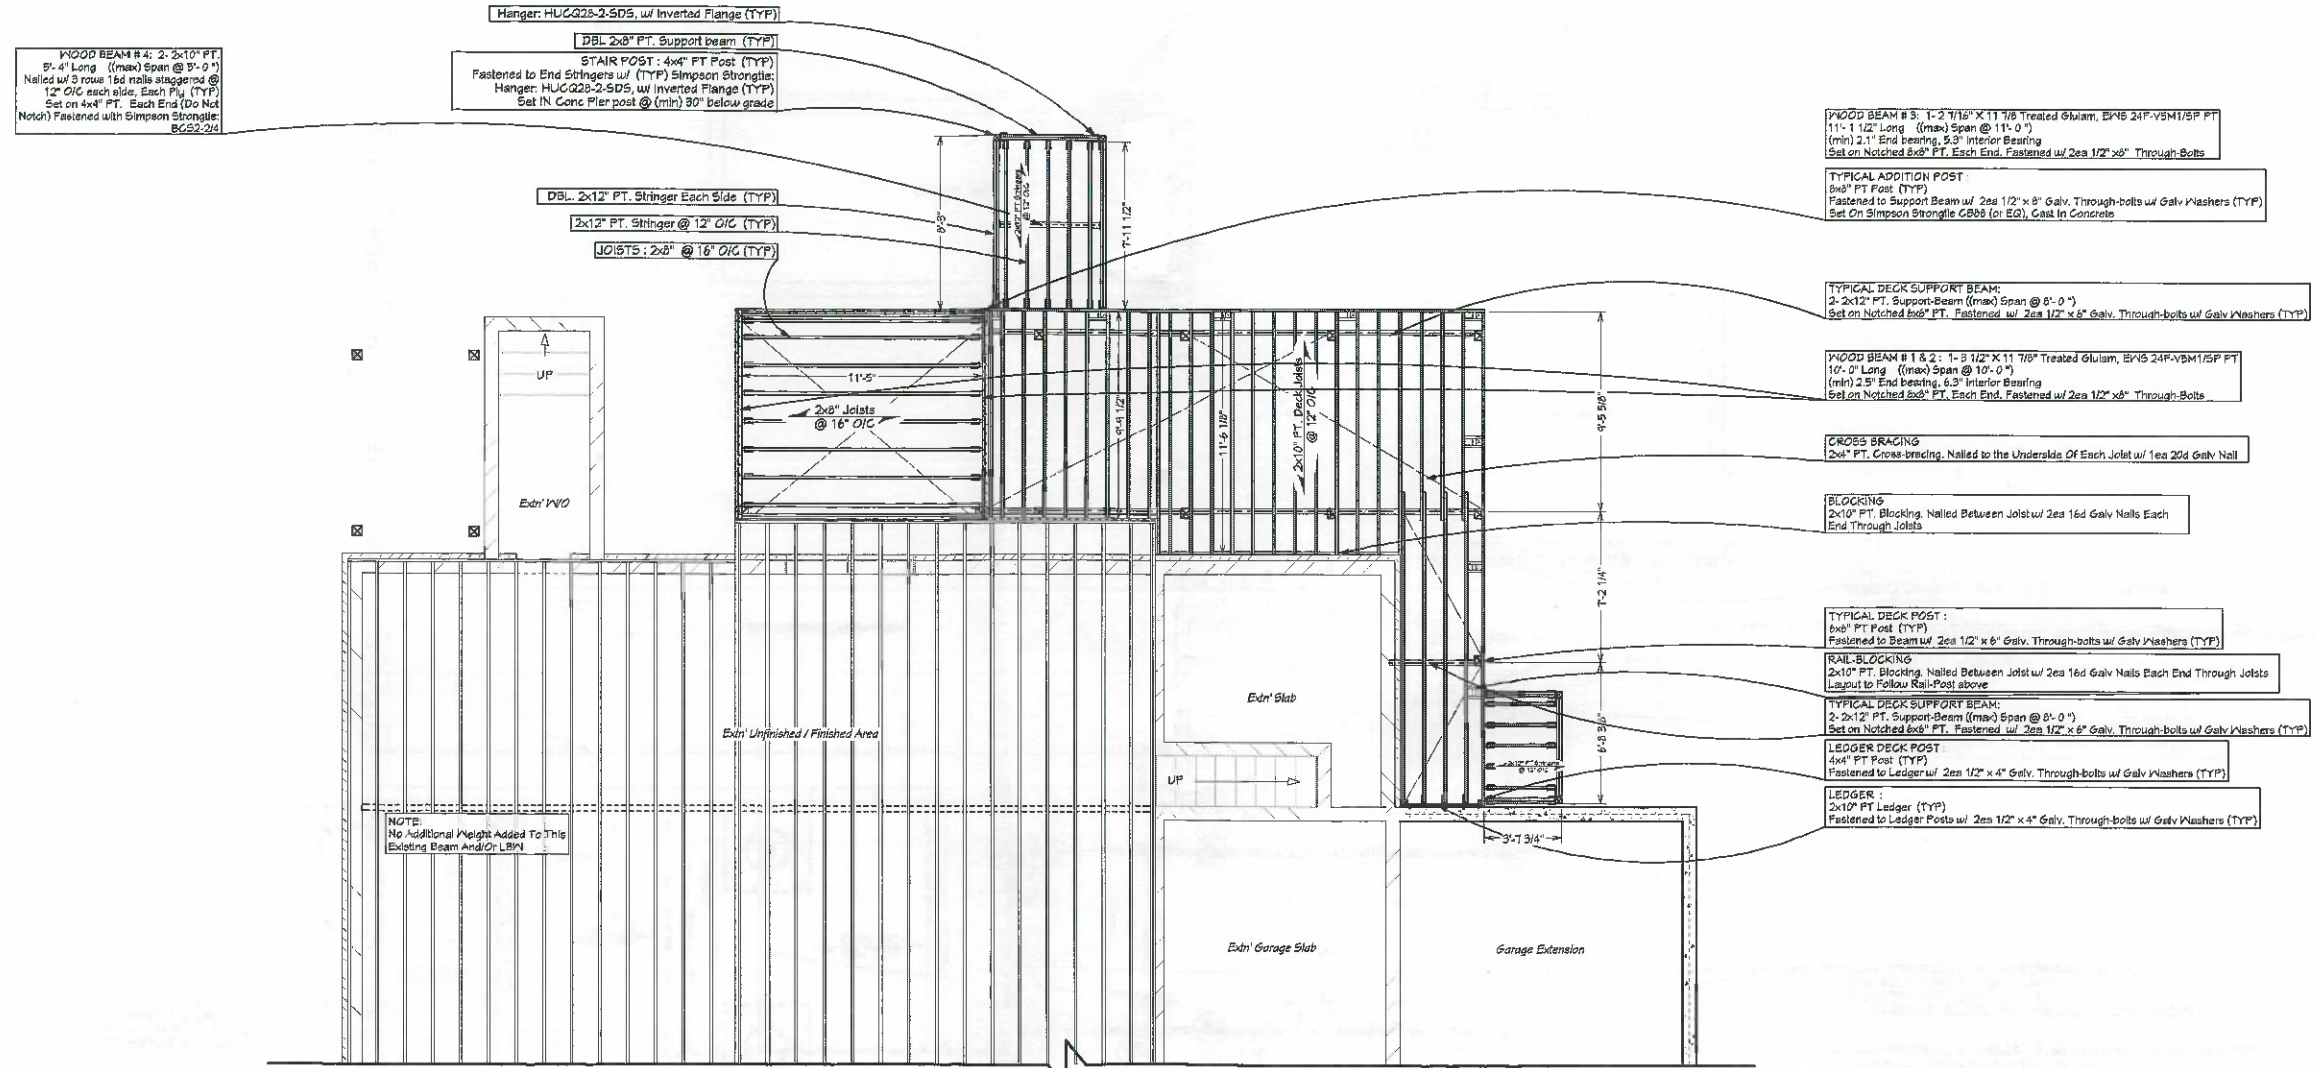 Hanger: HUCQ28-2-SDS, w/ Inverted Flange (TYP)
DBL 2x8" PT. Support beam (TYP)
STAIR POST : 4x4" PT Post (TYP)
Fastened to End Stringers w/ (TYP) Simpson Strongtie:
Hanger: HUCQ28-2-SDS, w/ Inverted Flange (TYP)
Set IN Conc Pier post @ (min) 30" below grade
WOOD BEAM # 4: 2- 2x10" PT.
5'- 4" Long ((max) Span @ 5'-0 ")
Nailed w/ 3 rows 16d nails staggered @
12" O/C each side, Each Ply (TYP)
Set on 4x4" PT. Each End (Do Not
Notch) Fastened with Simpson Strongtie:
BCS2-2/4
DBL. 2x12" PT. Stringer Each Side (TYP)
2x12" PT. Stringer @ 12" O/C (TYP)
JOISTS : 2x8" @ 16" O/C (TYP)
8'-3"
2x12" PT Stringers
@ 12" O/C
7'-11 1/2"
WOOD BEAM # 3: 1- 2 7/16" X 11 7/8 Treated Glulam, EWS 24F-V5M1/SP PT
11'- 1 1/2" Long ((max) Span @ 11'- 0 ")
(min) 2.1" End bearing, 5.3" Interior Bearing
Set on Notched 8x8" PT. Each End. Fastened w/ 2ea 1/2" x8" Through-Bolts
TYPICAL ADDITION POST :
8x8" PT Post (TYP)
Fastened to Support Beam w/ 2ea 1/2" x 8" Galv. Through-bolts w/ Galv Washers (TYP)
Set On Simpson Strongtie CB88 (or EQ), Cast In Concrete
TYPICAL DECK SUPPORT BEAM:
2- 2x12" PT. Support-Beam ((max) Span @ 8'- 0 ")
Set on Notched 6x6" PT. Fastened w/ 2ea 1/2" x 6" Galv. Through-bolts w/ Galv Washers (TYP)
WOOD BEAM # 1 & 2 : 1- 3 1/2" X 11 7/8" Treated Glulam, EWS 24F-V5M1/SP PT
10'- 0" Long ((max) Span @ 10'- 0 ")
(min) 2.5" End bearing, 6.3" Interior Bearing
Set on Notched 8x8" PT. Each End. Fastened w/ 2ea 1/2" x8" Through-Bolts
CROSS BRACING
2x4" PT. Cross-bracing. Nailed to the Underside Of Each Joist w/ 1ea 20d Galv Nail
BLOCKING
2x10" PT. Blocking. Nailed Between Joist w/ 2ea 16d Galv Nails Each
End Through Joists
TYPICAL DECK POST :
6x6" PT Post (TYP)
Fastened to Beam w/ 2ea 1/2" x 6" Galv. Through-bolts w/ Galv Washers (TYP)
RAIL-BLOCKING
2x10" PT. Blocking. Nailed Between Joist w/ 2ea 16d Galv Nails Each End Through Joists
Layout to Follow Rail-Post above
TYPICAL DECK SUPPORT BEAM:
2- 2x12" PT. Support-Beam ((max) Span @ 8'- 0 ")
Set on Notched 6x6" PT. Fastened w/ 2ea 1/2" x 6" Galv. Through-bolts w/ Galv Washers (TYP)
LEDGER DECK POST :
4x4" PT Post (TYP)
Fastened to Ledger w/ 2ea 1/2" x 4" Galv. Through-bolts w/ Galv Washers (TYP)
LEDGER :
2x10" PT Ledger (TYP)
Fastened to Ledger Posts w/ 2ea 1/2" x 4" Galv. Through-bolts w/ Galv Washers (TYP)
UP
Extn' W/O
11'-5"
2x8" Joists
@ 16" O/C
9'-9 1/2"
11'-6 1/8"
2x10" PT. Deck Joists
@ 12" O/C
9'-5 5/8"
7'-2 1/4"
Extn' Slab
Extn' Unfinished / Finished Area
UP
2x12" PT Stringers
@ 12" O/C
3'-7 3/4"
NOTE:
No Additional Weight Added To This
Existing Beam And/Or LBW
Extn' Garage Slab
Garage Extension